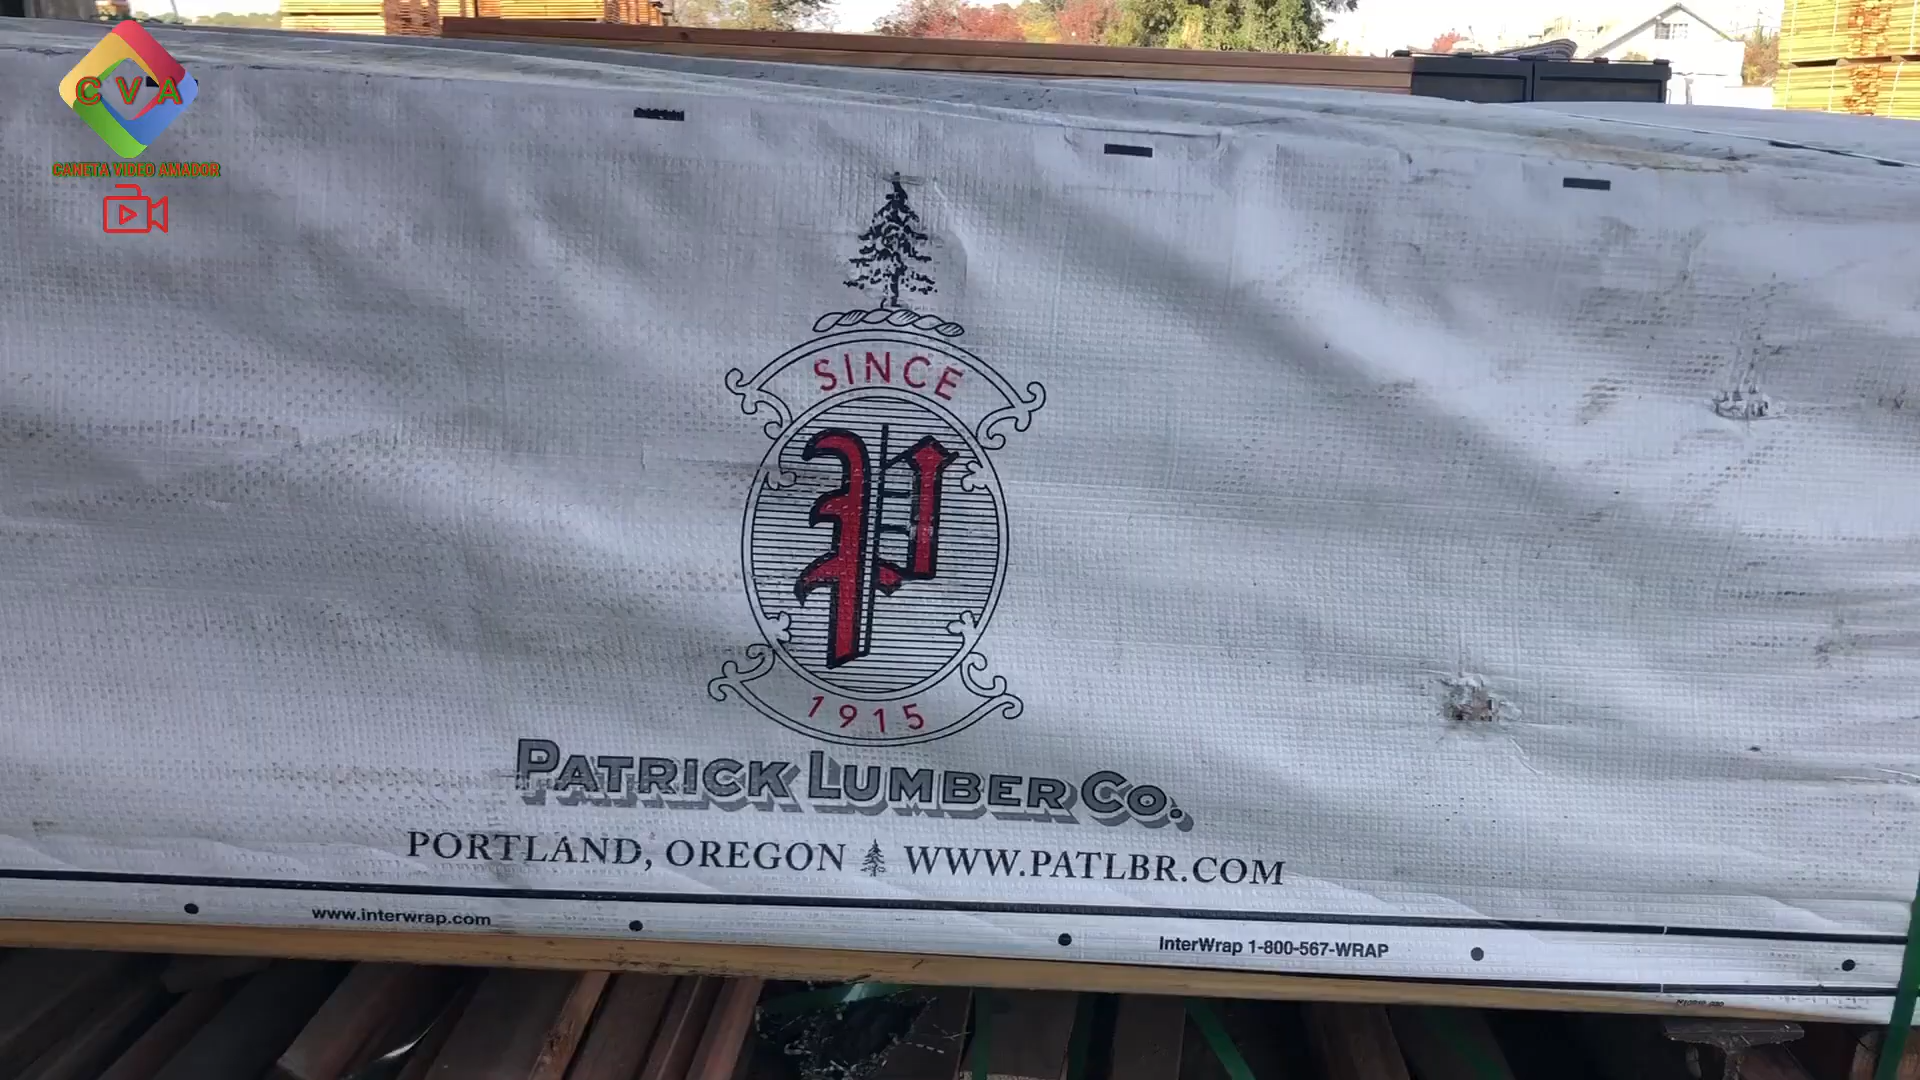 CVA
CANETA VIDEO AMADOR
SINCE
P
1915
PATRICK LUMBER CO.
PORTLAND, OREGON WWW.PATLBR.COM
www.interwrap.com
InterWrap 1-800-567-WRAP